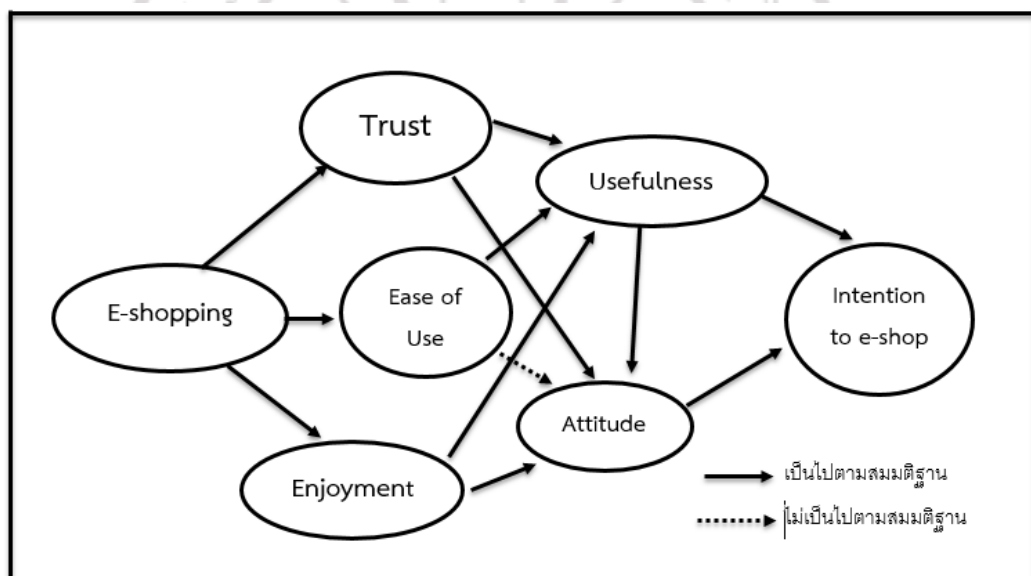 Trust
Usefulness
E-shopping
Ease of
Use
Intention
to e-shop
Attitude
Enjoyment
เป็นไปตามสมมติฐาน
ไม่เป็นไปตามสมมติฐาน